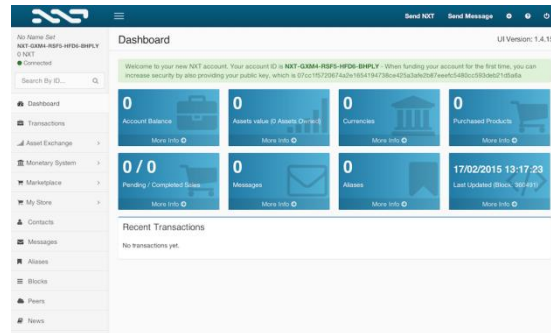 Send NXT
Send Message
No Name Set
NXT-GXM4-RSF5-HFD6-BHPLY
0 NXT
Connected
Search By ID...
Dashboard
Transactions
Asset Exchange
Monetary System
Marketplace
My Store
Contacts
Messages
Aliases
Blocks
Peers
News
Dashboard
UI Version: 1.4.15
Welcome to your new NXT account. Your account ID is NXT-GXM4-RSF5-HFD6-BHPLY - When funding your account for the first time, you can
increase security by also providing your public key, which is
0
Account Balance
More Info
0
Assets value (0 Assets Owned)
More Info
0
Currencies
More Info
0
Purchased Products
More Info
0 / 0
Pending / Completed Sales
More Info
0
Messages
More Info
0
Aliases
More Info
17/02/2015 13:17:23
Last Updated (Block:
More Info
Recent Transactions
No transactions yet.